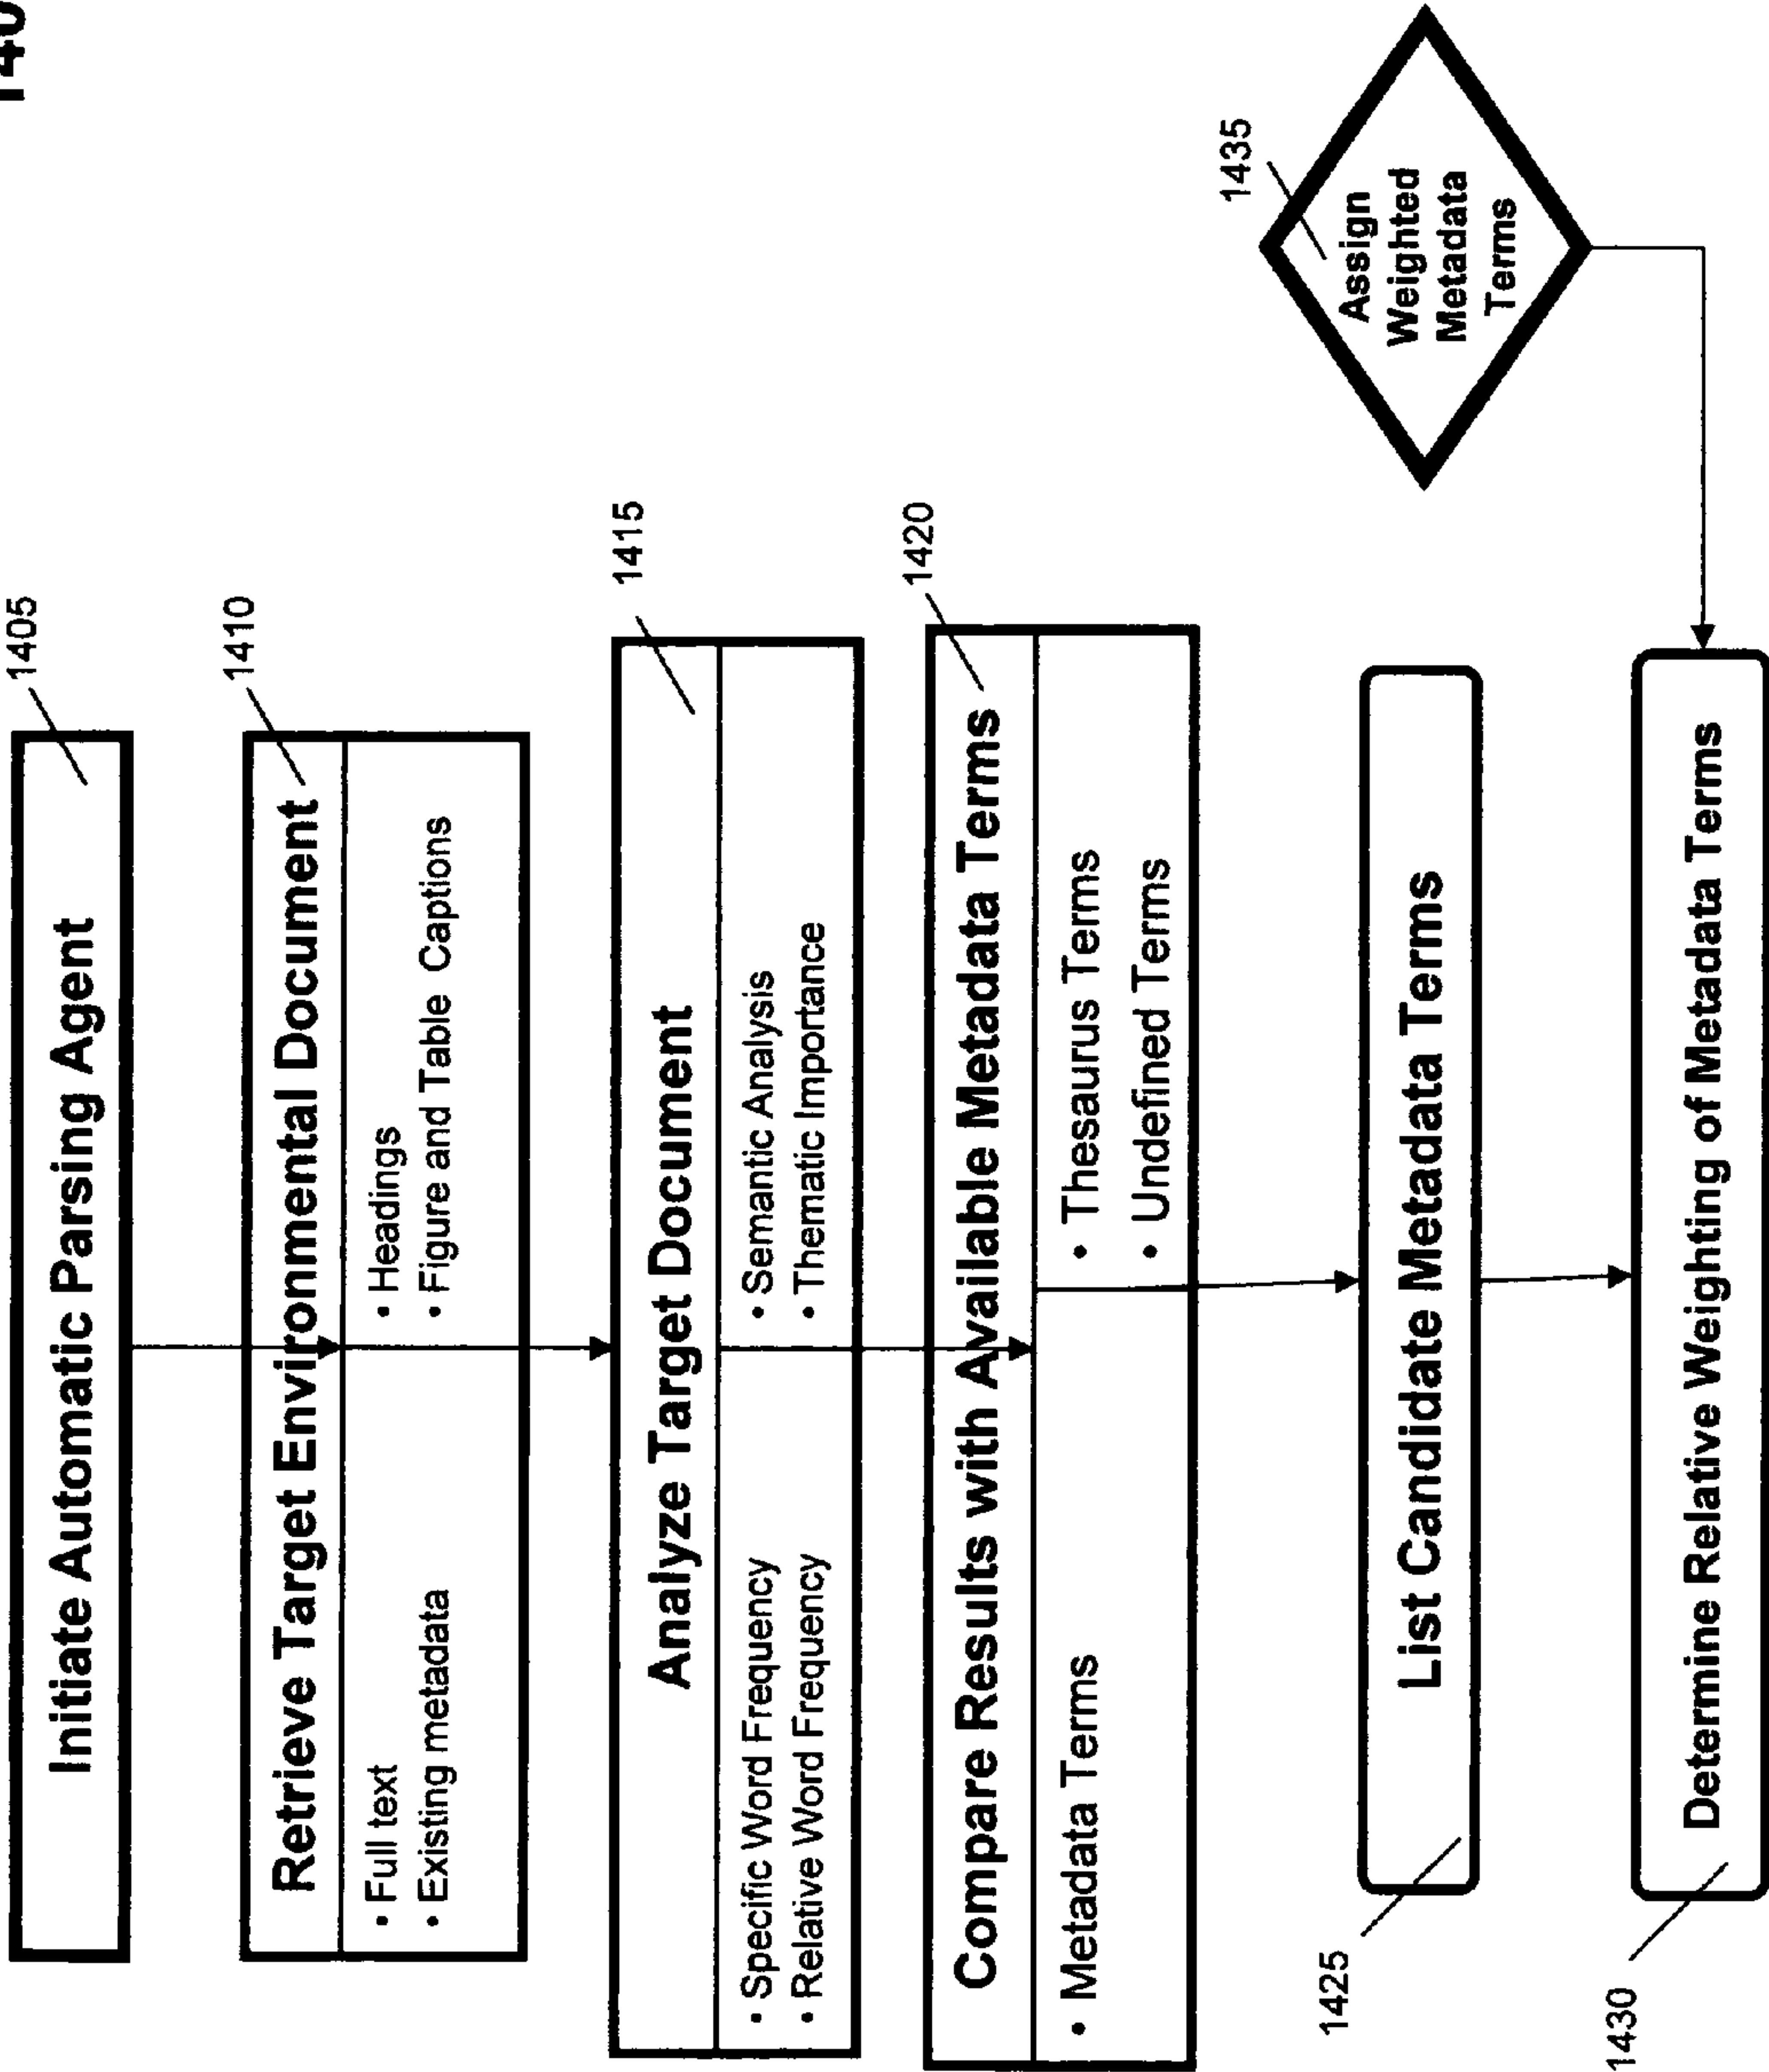 1405
Initiate Automatic Parsing Agent
1410
Retrieve Target Environmental Document
• Full text
• Existing metadata
• Headings
• Figure and Table Captions
1415
Analyze Target Document
• Specific Word Frequency
• Relative Word Frequency
• Semantic Analysis
• Thematic Importance
1420
Compare Results with Available Metadata Terms
• Metadata Terms
• Thesaurus Terms
• Undefined Terms
1425
List Candidate Metadata Terms
1435
Assign
Weighted
Metadata
Terms
1430
Determine Relative Weighting of Metadata Terms